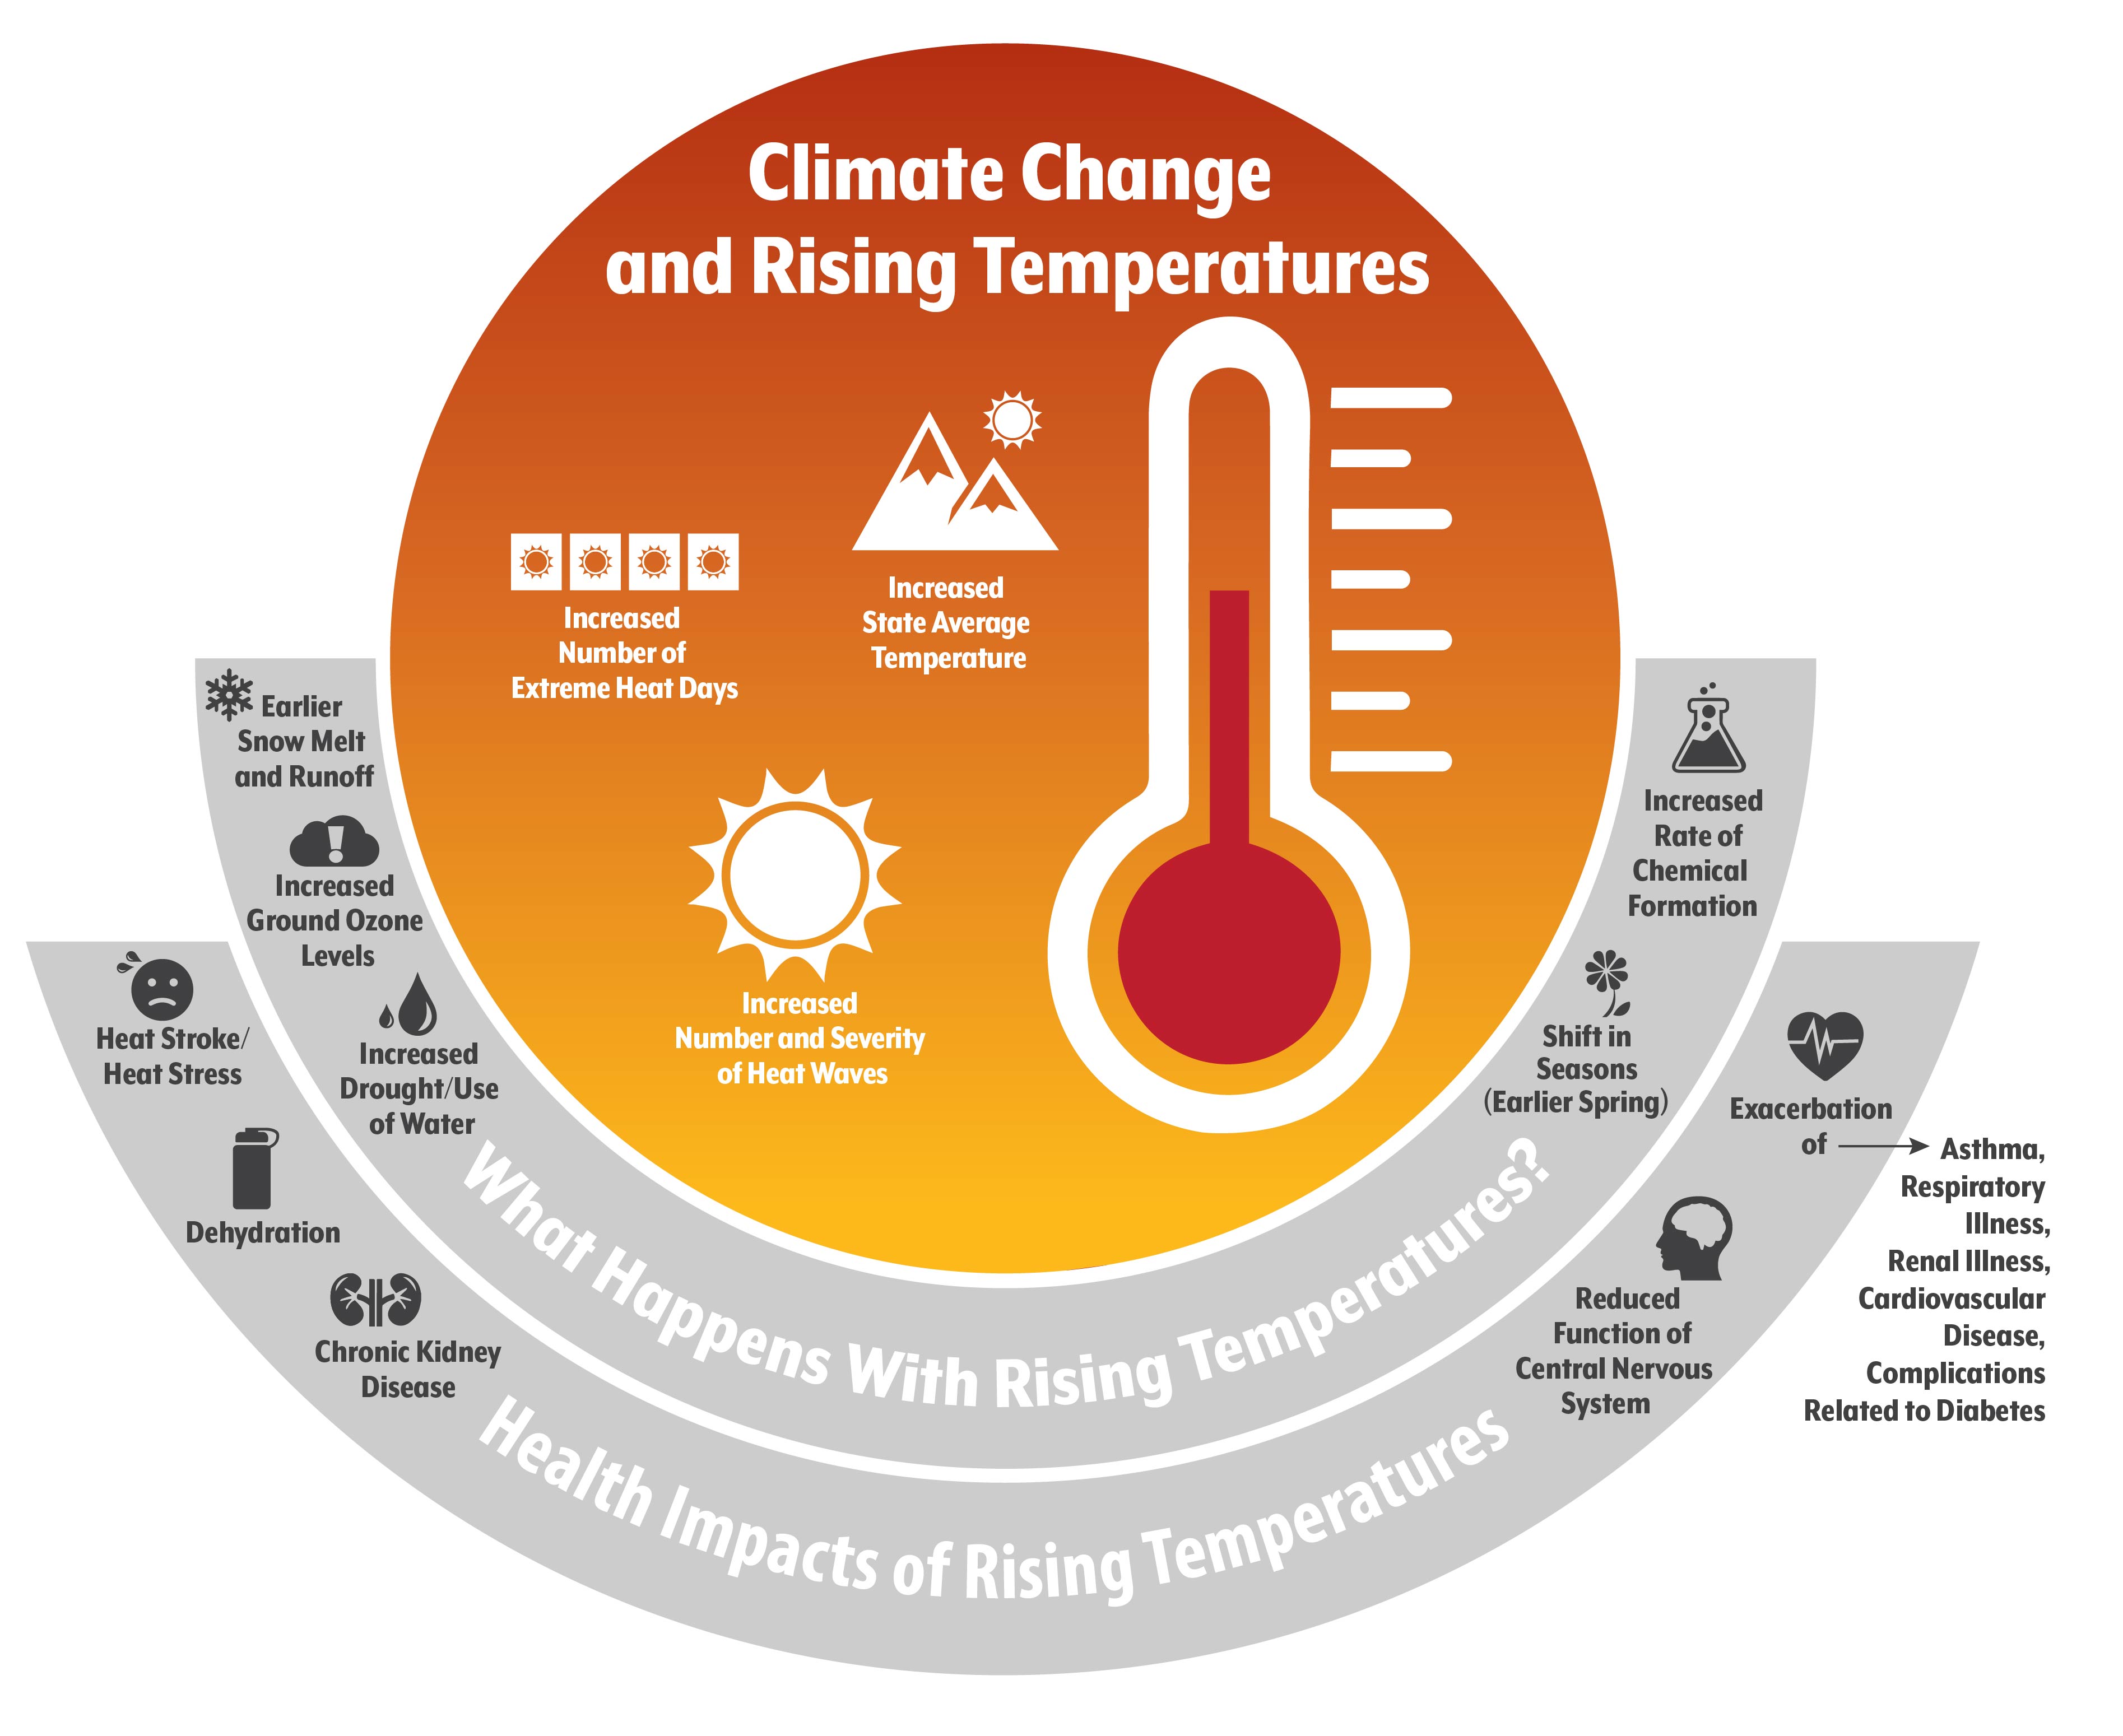 Climate Change
and Rising Temperatures
Increased
State Average
Temperature
Increased
Number of
Extreme Heat Days
Increased
Number and Severity
of Heat Waves
Earlier
Snow Melt
and Runoff
Increased
Ground Ozone
Levels
Increased
Drought/Use
of Water
Increased
Rate of
Chemical
Formation
Shift in
Seasons
(Earlier Spring)
What Happens With Rising Temperatures?
Heat Stroke/
Heat Stress
Dehydration
Chronic Kidney
Disease
Exacerbation
of
Asthma,
Respiratory
Illness,
Renal Illness,
Cardiovascular
Disease,
Complications
Related to Diabetes
Reduced
Function of
Central Nervous
System
Health Impacts of Rising Temperatures